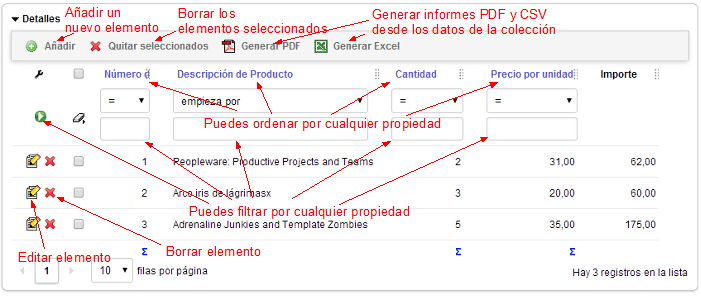 Añadir un
nuevo elemento
Borrar los
elementos seleccionados
Generar informes PDF y CSV
desde los datos de la colección
Detalles
Añadir Quitar seleccionados Generar PDF Generar Excel
Número d Descripción de Producto Cantidad Precio por unidad Importe
= empieza por = =
Puedes ordenar por cualquier propiedad
1 Peopleware: Productive Projects and Teams 2 31,00 62,00
2 Arco iris de lágrimasx 3 20,00 60,00
Puedes filtrar por cualquier propiedad
3 Adrenaline Junkies and Template Zombies 5 35,00 175,00
Σ Σ Σ
Editar elemento
Borrar elemento
1 10 filas por página Hay 3 registros en la lista